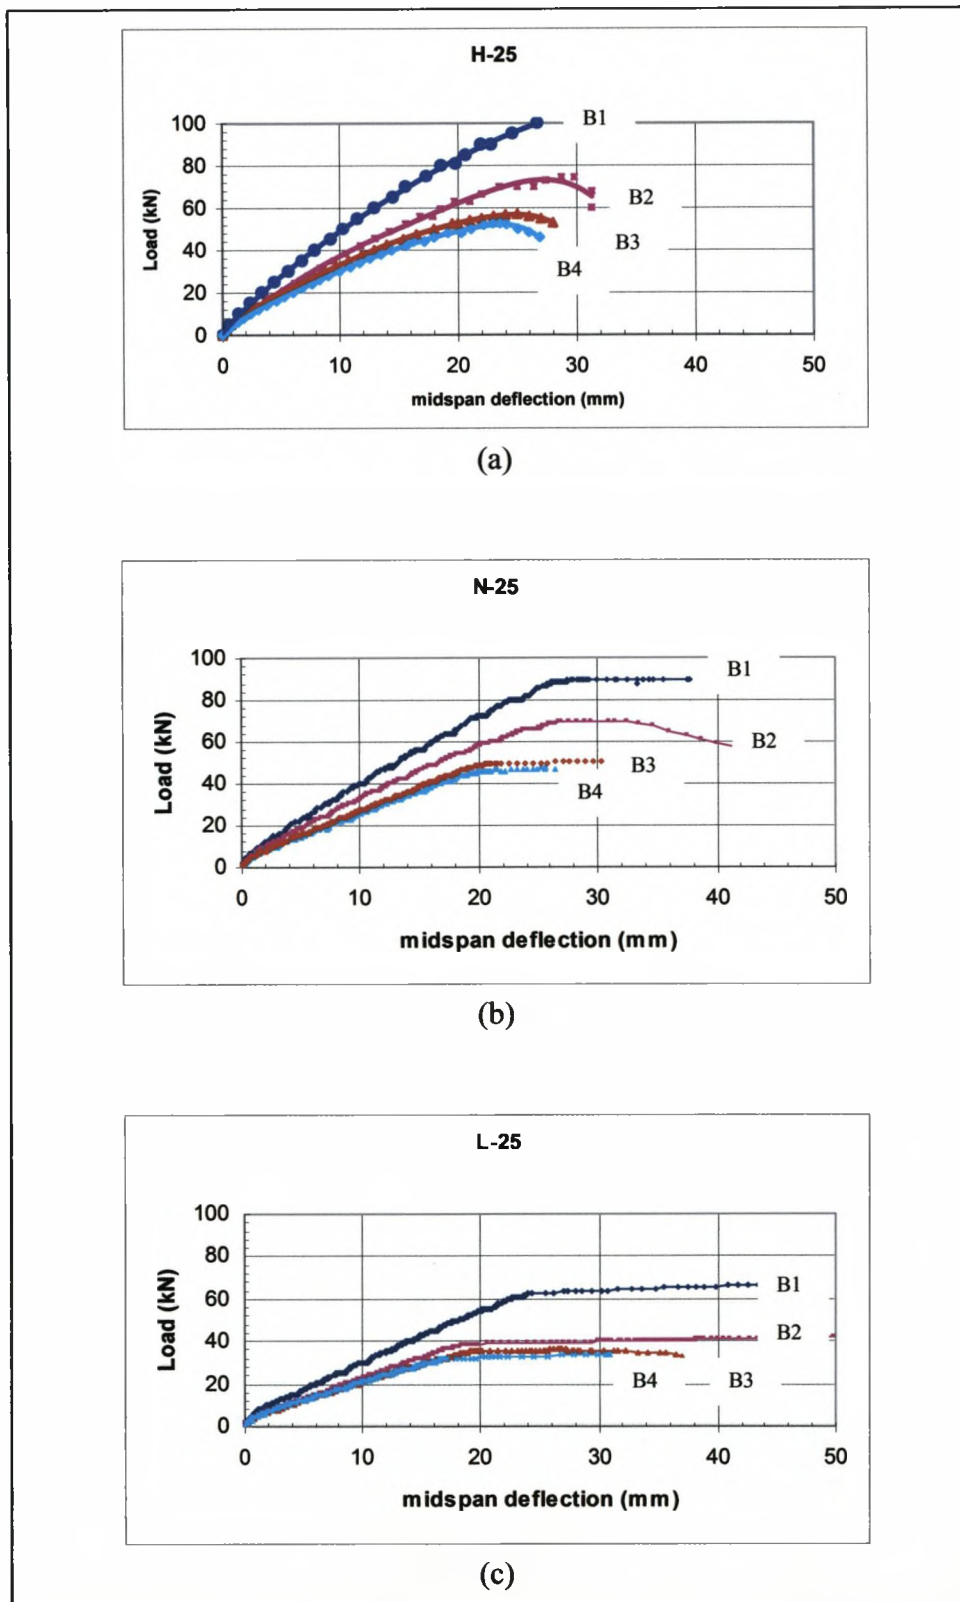 H-25
100
80
60
40
20
0
Load (kN)
B1
B2
B3
B4
0 10 20 30 40 50
midspan deflection (mm)
(a)
N-25
100
80
60
40
20
0
Load (kN)
B1
B2
B3
B4
0 10 20 30 40 50
midspan deflection (mm)
(b)
L-25
100
80
60
40
20
0
Load (kN)
B1
B2
B4 B3
0 10 20 30 40 50
midspan deflection (mm)
(c)